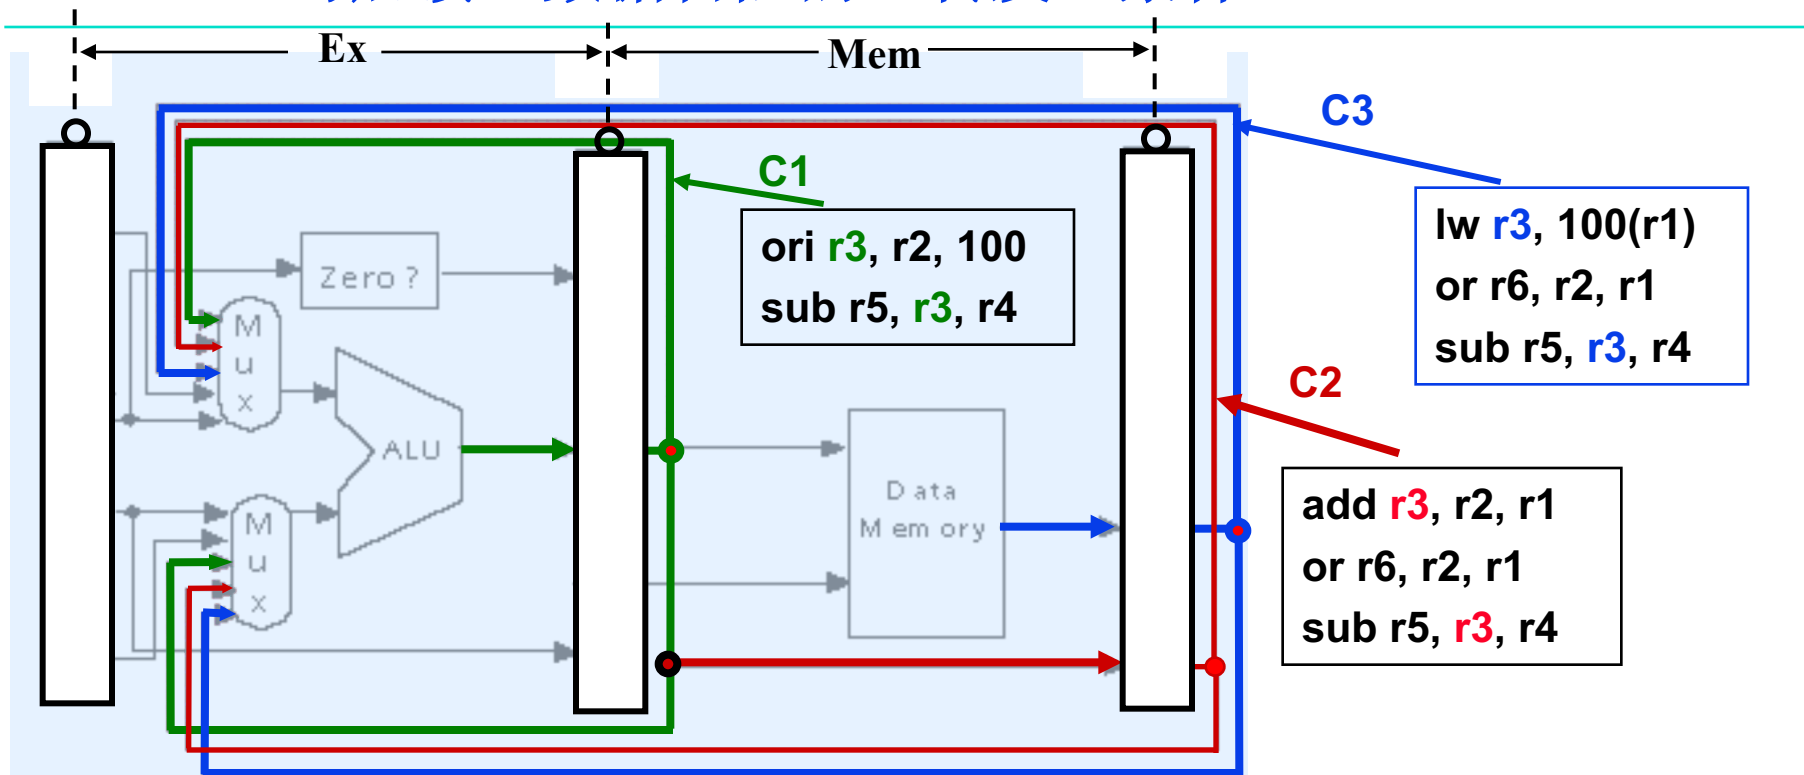 Ex
Mem
C3
C1
lw r3, 100(r1)
or r6, r2, r1
sub r5, r3, r4
ori r3, r2, 100
sub r5, r3, r4
Zero ?
M
u
x
C2
ALU
Data
Memory
M
u
x
add r3, r2, r1
or r6, r2, r1
sub r5, r3, r4